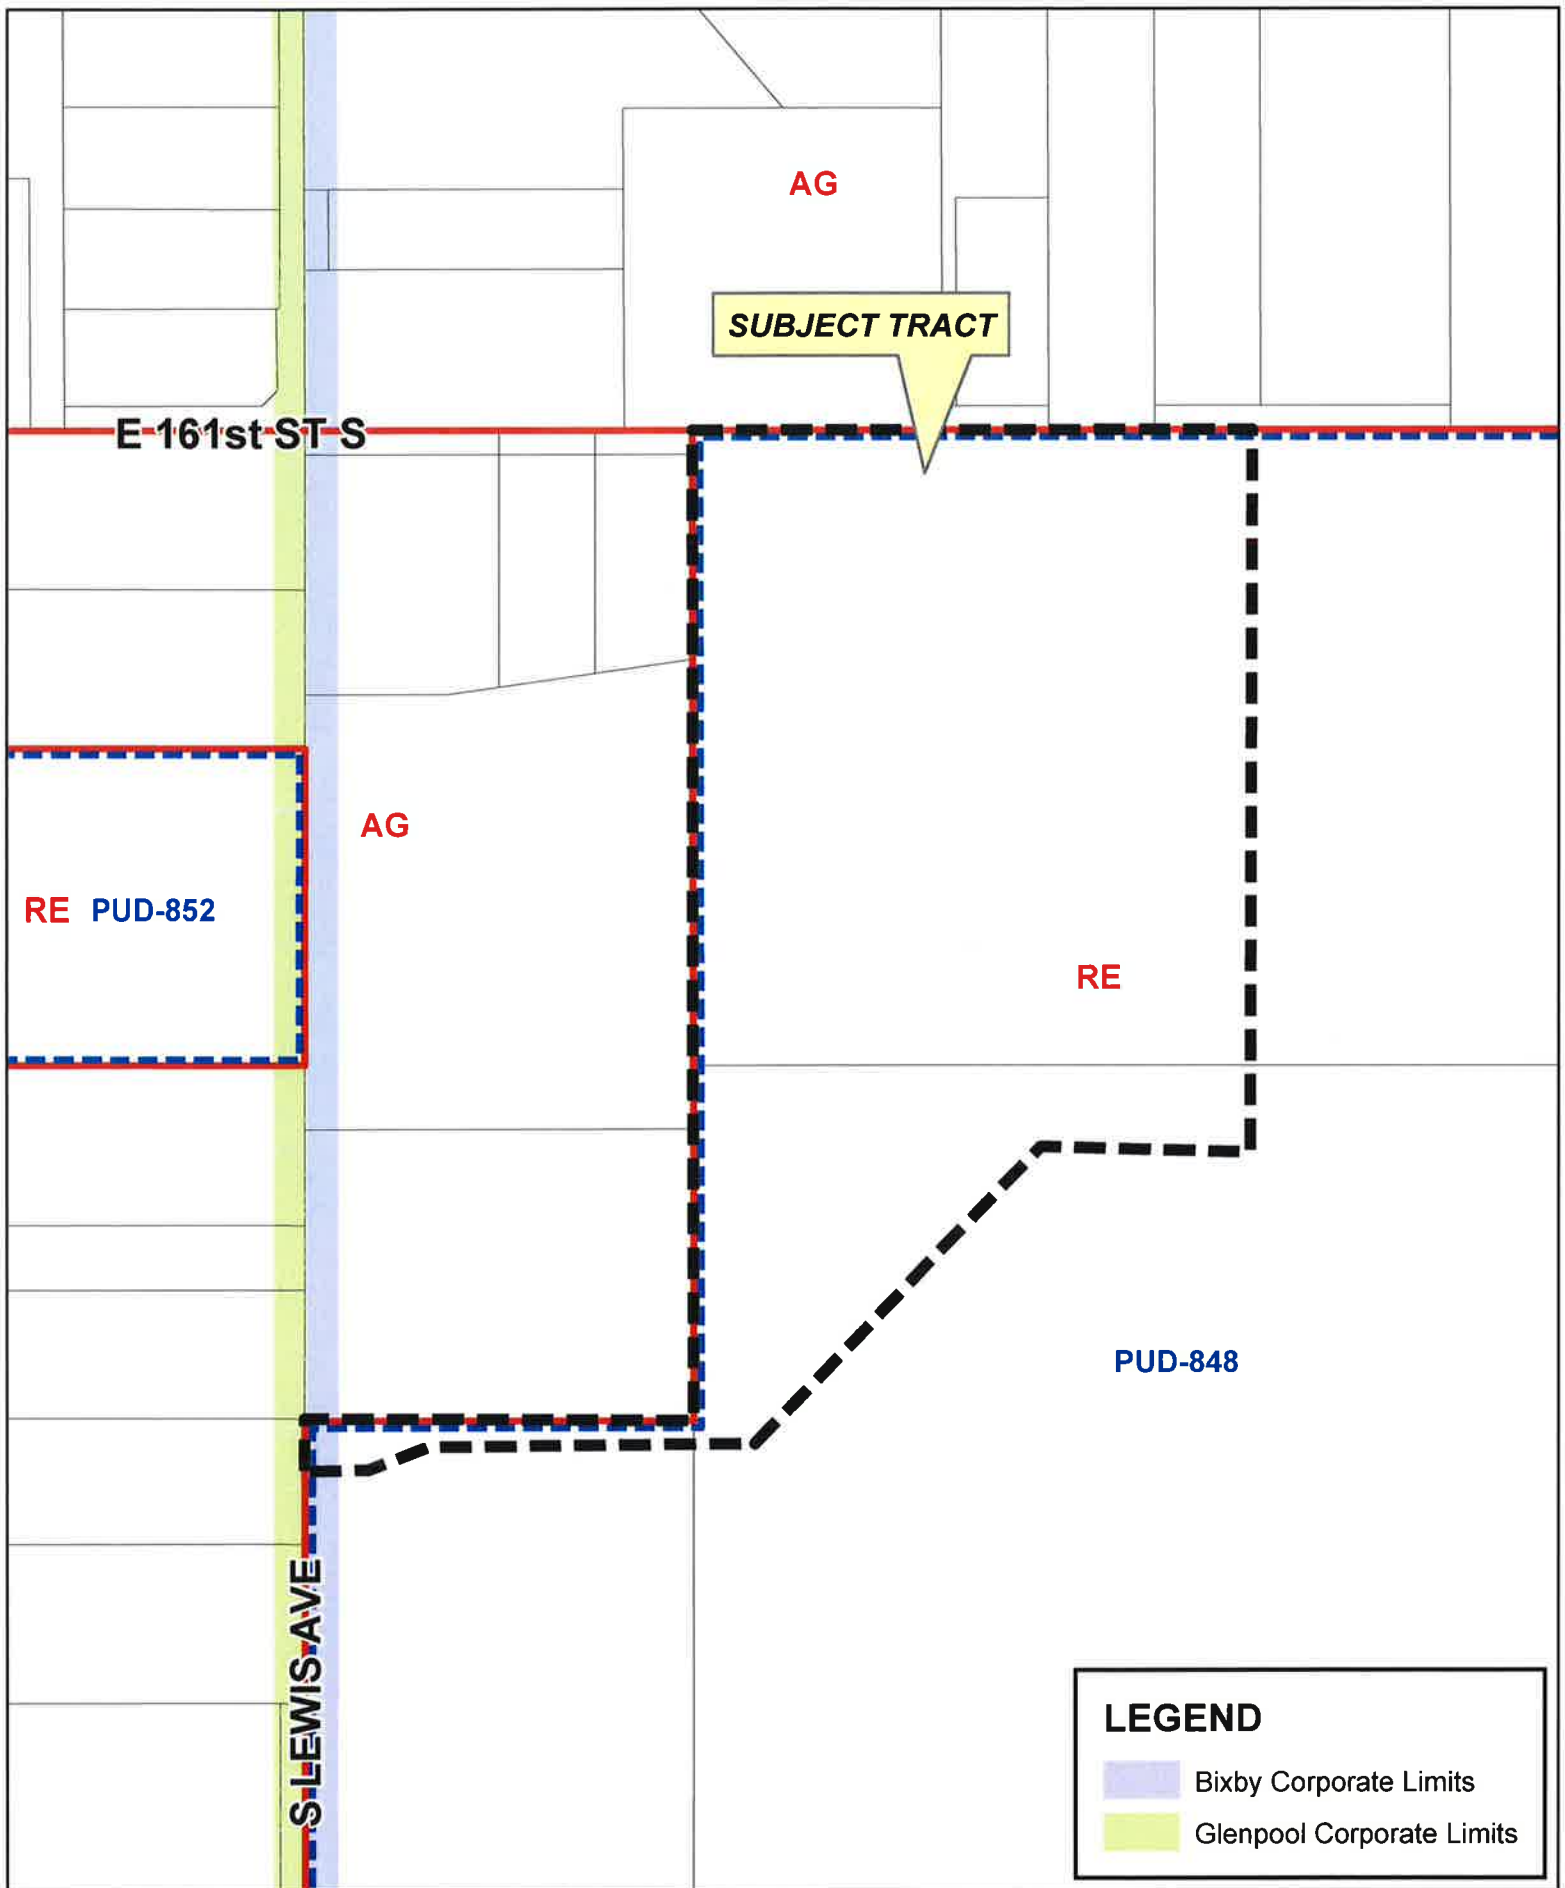 AG
SUBJECT TRACT
E 161st ST S
AG
RE PUD-852
RE
PUD-848
S LEWIS AVE
LEGEND
Bixby Corporate Limits
Glenpool Corporate Limits